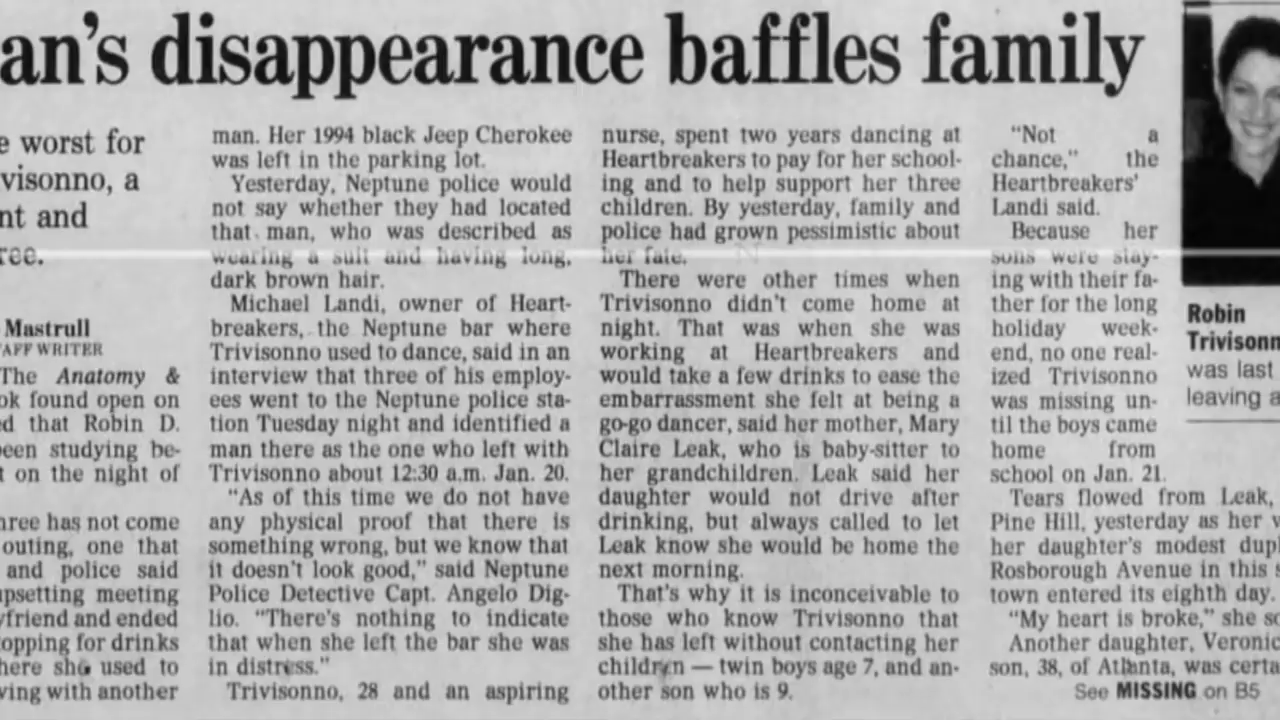 an's disappearance baffles family
e worst for
visonno, a
nt and
ree.
Mastrull
AFF WRITER
The Anatomy &
ok found open on
ed that Robin D.
een studying be-
t on the night of
hree has not come
outing, one that
and police said
upsetting meeting
yfriend and ended
opping for drinks
here she used to
ving with another
man. Her 1994 black Jeep Cherokee
was left in the parking lot.
Yesterday, Neptune police would
not say whether they had located
that man, who was described as
wearing a suit and having long,
dark brown hair.
Michael Landi, owner of Heart-
breakers, the Neptune bar where
Trivisonno used to dance, said in an
interview that three of his employ-
ees went to the Neptune police sta-
tion Tuesday night and identified a
man there as the one who left with
Trivisonno about 12:30 a.m. Jan. 20.
"As of this time we do not have
any physical proof that there is
something wrong, but we know that
it doesn't look good," said Neptune
Police Detective Capt. Angelo Dig-
lio. "There's nothing to indicate
that when she left the bar she was
in distress."
Trivisonno, 28 and an aspiring
nurse, spent two years dancing at
Heartbreakers to pay for her school-
ing and to help support her three
children. By yesterday, family and
police had grown pessimistic about
her fate.
There were other times when
Trivisonno didn't come home at
night. That was when she was
working at Heartbreakers and
would take a few drinks to ease the
embarrassment she felt at being a
go-go dancer, said her mother, Mary
Claire Leak, who is baby-sitter to
her grandchildren. Leak said her
daughter would not drive after
drinking, but always called to let
Leak know she would be home the
next morning.
That's why it is inconceivable to
those who know Trivisonno that
she has left without contacting her
children — twin boys age 7, and an-
other son who is 9.
"Not a
chance," the
Heartbreakers'
Landi said.
Because her
sons were stay-
ing with their fa-
ther for the long
holiday week-
end, no one real-
ized Trivisonno
was missing un-
til the boys came
home from
school on Jan. 21.
Tears flowed from Leak,
Pine Hill, yesterday as her
her daughter's modest dupl
Rosborough Avenue in this s
town entered its eighth day.
"My heart is broke," she so
Another daughter, Veronic
son, 38, of Atlanta, was certa
See MISSING on B5
Robin
Trivisonn
was last
leaving a